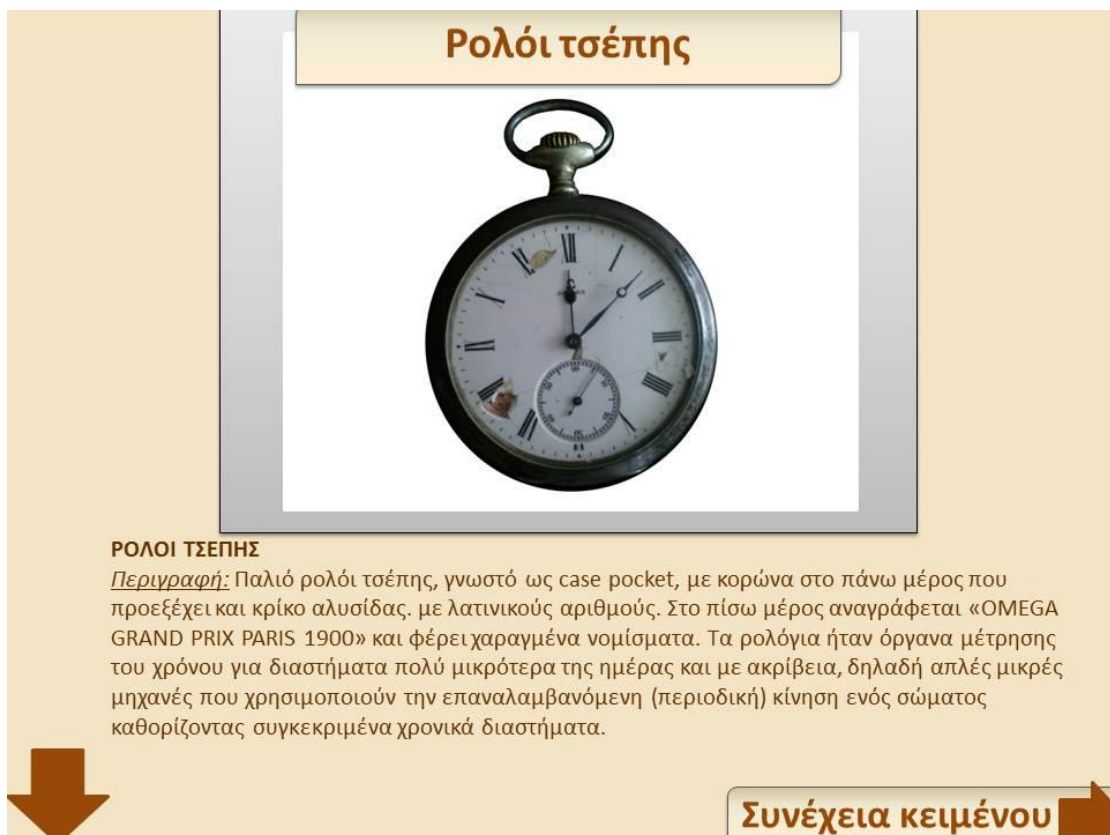 Ρολόι τσέπης
ΡΟΛΟΙ ΤΣΕΠΗΣ
Περιγραφή: Παλιό ρολόι τσέπης, γνωστό ως case pocket, με κορώνα στο πάνω μέρος που
προεξέχει και κρίκο αλυσίδας. με λατινικούς αριθμούς. Στο πίσω μέρος αναγράφεται «OMEGA
GRAND PRIX PARIS 1900» και φέρει χαραγμένα νομίσματα. Τα ρολόγια ήταν όργανα μέτρησης
του χρόνου για διαστήματα πολύ μικρότερα της ημέρας και με ακρίβεια, δηλαδή απλές μικρές
μηχανές που χρησιμοποιούν την επαναλαμβανόμενη (περιοδική) κίνηση ενός σώματος
καθορίζοντας συγκεκριμένα χρονικά διαστήματα.
Συνέχεια κειμένου